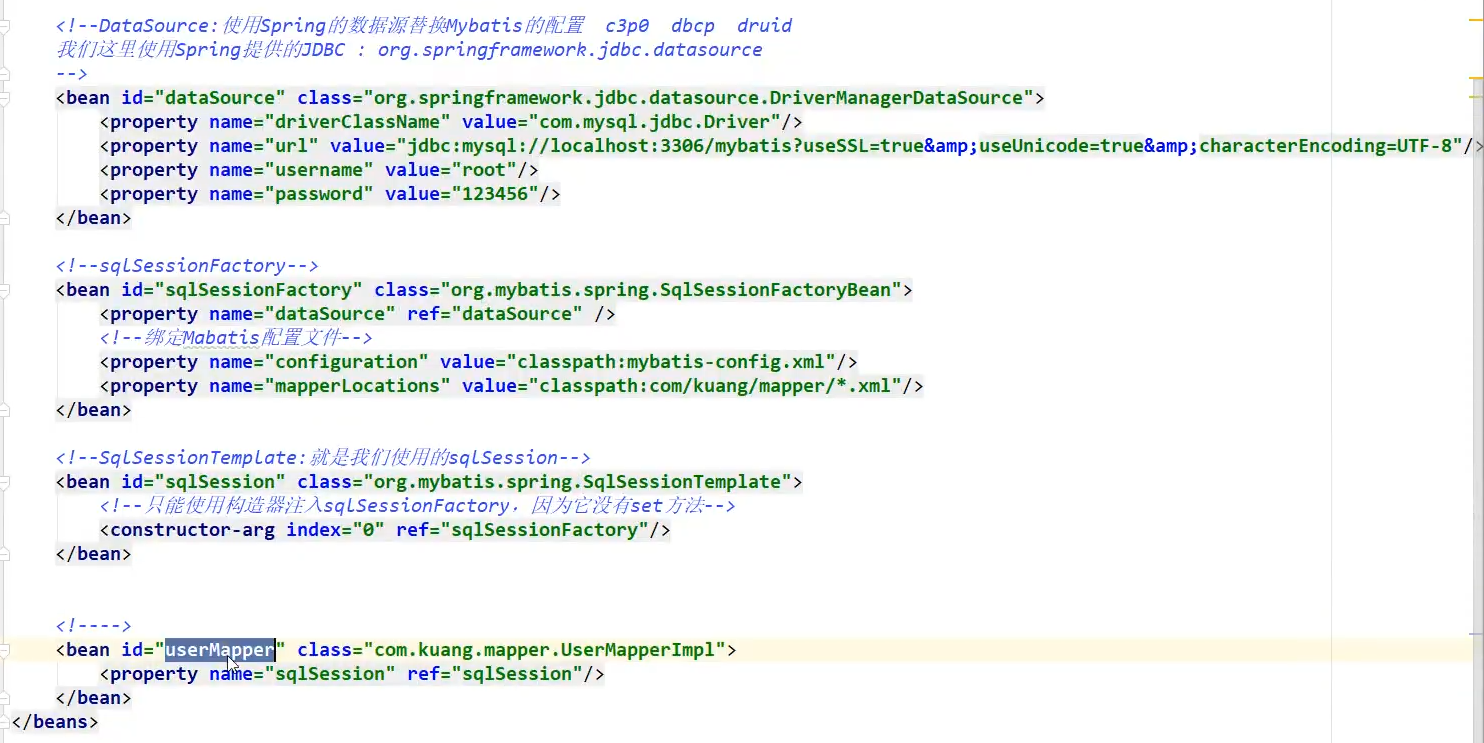 <!--DataSource:使用Spring的数据源替换Mybatis的配置 c3p0 dbcp druid
我们这里使用Spring提供的JDBC : org.springframework.jdbc.datasource
-->
<bean id="dataSource" class="org.springframework.jdbc.datasource.DriverManagerDataSource">
<property name="driverClassName" value="com.mysql.jdbc.Driver"/>
<property name="url" value="jdbc:mysql://localhost:3306/mybatis?useSSL=true&amp;useUnicode=true&amp;characterEncoding=UTF-8"/>
<property name="username" value="root"/>
<property name="password" value="123456"/>
</bean>
<!--sqlSessionFactory-->
<bean id="sqlSessionFactory" class="org.mybatis.spring.SqlSessionFactoryBean">
<property name="dataSource" ref="dataSource" />
<!--绑定Mabatis配置文件-->
<property name="configuration" value="classpath:mybatis-config.xml"/>
<property name="mapperLocations" value="classpath:com/kuang/mapper/*.xml"/>
</bean>
<!--SqlSessionTemplate:就是我们使用的sqlSession-->
<bean id="sqlSession" class="org.mybatis.spring.SqlSessionTemplate">
<!--只能使用构造器注入sqlSessionFactory，因为它没有set方法-->
<constructor-arg index="0" ref="sqlSessionFactory"/>
</bean>
<!---->
<bean id="userMapper" class="com.kuang.mapper.UserMapperImpl">
<property name="sqlSession" ref="sqlSession"/>
</bean>
</beans>